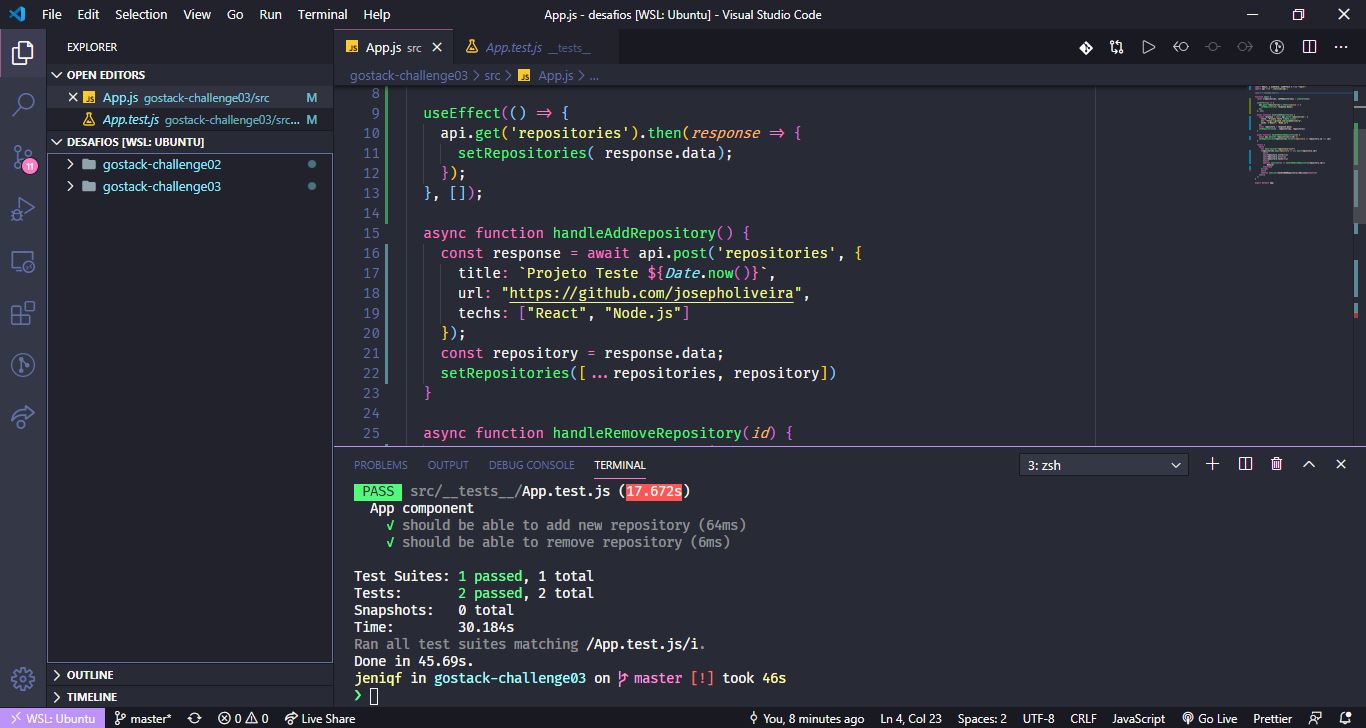 File Edit Selection View Go Run Terminal Help App.js - desafios [WSL: Ubuntu] - Visual Studio Code
EXPLORER
OPEN EDITORS
App.js gostack-challenge03/src M
App.test.js gostack-challenge03/src... M
DESAFIOS [WSL: UBUNTU]
gostack-challenge02
gostack-challenge03
11
OUTLINE
TIMELINE
JS App.js src App.test.js __tests__
gostack-challenge03 > src > JS App.js > ...
8
9 useEffect(() => {
10 api.get('repositories').then(response => {
11 setRepositories( response.data);
12 });
13 }, []);
14
15 async function handleAddRepository() {
16 const response = await api.post('repositories', {
17 title: `Projeto Teste ${Date.now()}`,
18 url: "https://github.com/josepholiveira",
19 techs: ["React", "Node.js"]
20 });
21 const repository = response.data;
22 setRepositories([...repositories, repository])
23 }
24
25 async function handleRemoveRepository(id) {
PROBLEMS OUTPUT DEBUG CONSOLE TERMINAL 3: zsh
PASS src/__tests__/App.test.js (17.672s)
App component
√ should be able to add new repository (64ms)
√ should be able to remove repository (6ms)
Test Suites: 1 passed, 1 total
Tests: 2 passed, 2 total
Snapshots: 0 total
Time: 30.184s
Ran all test suites matching /App.test.js/i.
Done in 45.69s.
jeniqf in gostack-challenge03 on master [!] took 46s
❯
WSL: Ubuntu master* 0 0 Live Share You, 8 minutes ago Ln 4, Col 23 Spaces: 2 UTF-8 CRLF JavaScript Go Live Prettier